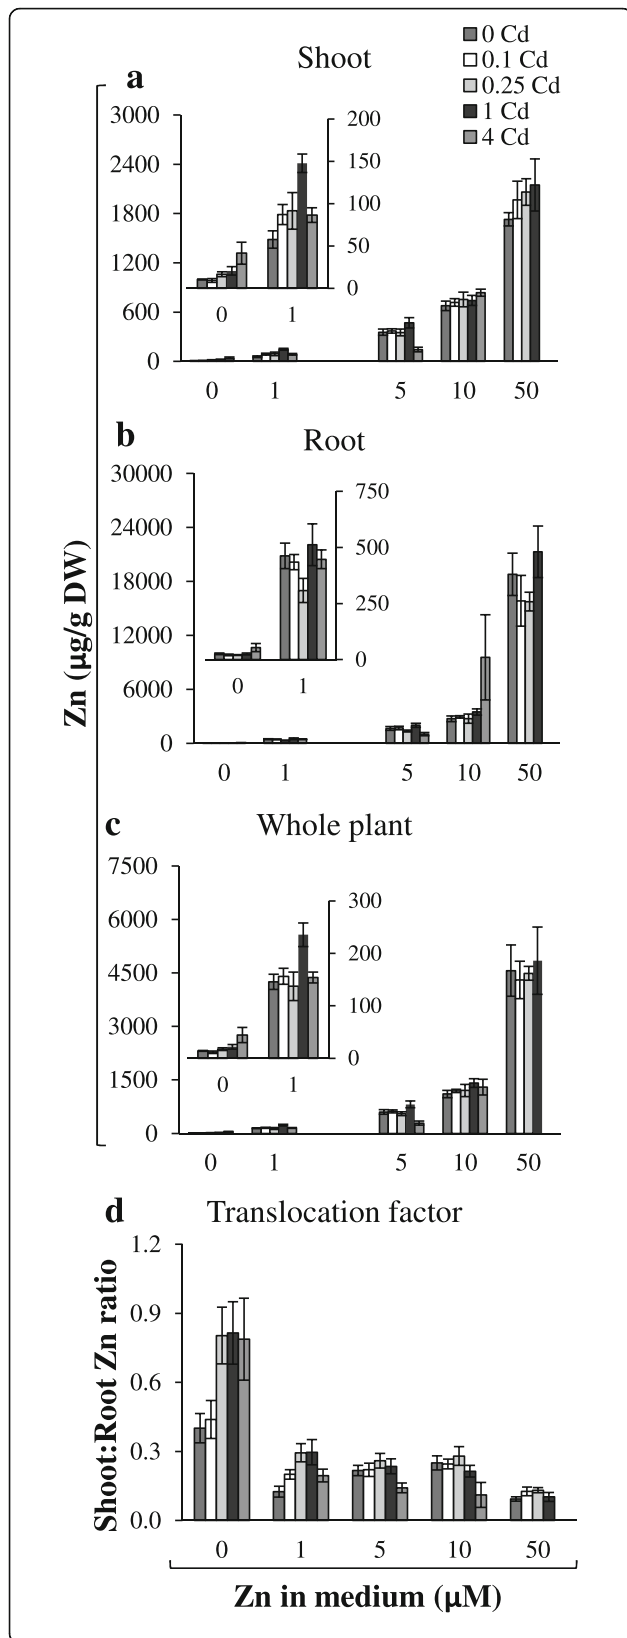 0 Cd
0.1 Cd
0.25 Cd
1 Cd
4 Cd
a Shoot
3000
2400
1800
1200
600
0
200
150
100
50
0
0 1
0 1 5 10 50
b Root
30000
24000
18000
12000
6000
0
750
500
250
0
0 1
0 1 5 10 50
Zn (µg/g DW)
c Whole plant
7500
6000
4500
3000
1500
0
300
200
100
0
0 1
0 1 5 10 50
d Translocation factor
1.2
0.9
0.6
0.3
0.0
Shoot:Root Zn ratio
0 1 5 10 50
Zn in medium (µM)